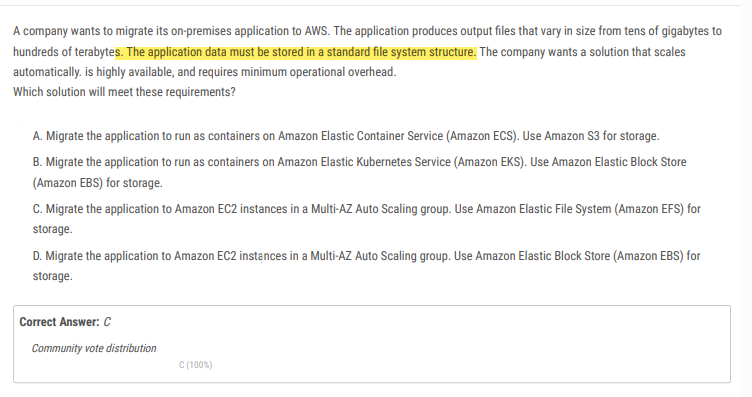 A company wants to migrate its on-premises application to AWS. The application produces output files that vary in size from tens of gigabytes to
hundreds of terabytes. The application data must be stored in a standard file system structure. The company wants a solution that scales
automatically. is highly available, and requires minimum operational overhead.
Which solution will meet these requirements?
A. Migrate the application to run as containers on Amazon Elastic Container Service (Amazon ECS). Use Amazon S3 for storage.
B. Migrate the application to run as containers on Amazon Elastic Kubernetes Service (Amazon EKS). Use Amazon Elastic Block Store
(Amazon EBS) for storage.
C. Migrate the application to Amazon EC2 instances in a Multi-AZ Auto Scaling group. Use Amazon Elastic File System (Amazon EFS) for
storage.
D. Migrate the application to Amazon EC2 instances in a Multi-AZ Auto Scaling group. Use Amazon Elastic Block Store (Amazon EBS) for
storage.
Correct Answer: C
Community vote distribution
C (100%)